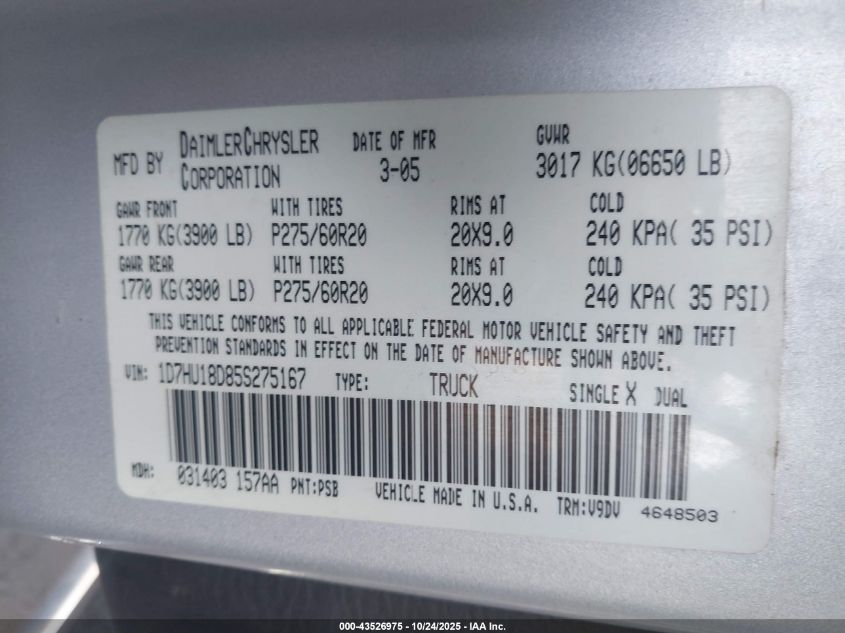 MFD BY DAIMLERCHRYSLER CORPORATION DATE OF MFR 3-05 GVWR 3017 KG(06650 LB)
GAWR FRONT WITH TIRES RIMS AT COLD
1770 KG(3900 LB) P275/60R20 20X9.0 240 KPA( 35 PSI)
GAWR REAR WITH TIRES RIMS AT COLD
1770 KG(3900 LB) P275/60R20 20X9.0 240 KPA( 35 PSI)
THIS VEHICLE CONFORMS TO ALL APPLICABLE FEDERAL MOTOR VEHICLE SAFETY AND THEFT
PREVENTION STANDARDS IN EFFECT ON THE DATE OF MANUFACTURE SHOWN ABOVE.
VIN: 1D7HU18D85S275167 TYPE: TRUCK SINGLE X DUAL
MDH: 031403 157AA PNT:PSB VEHICLE MADE IN U.S.A. TRM:V9DV 4648503
000-43526975 - 10/24/2025 - IAA Inc.